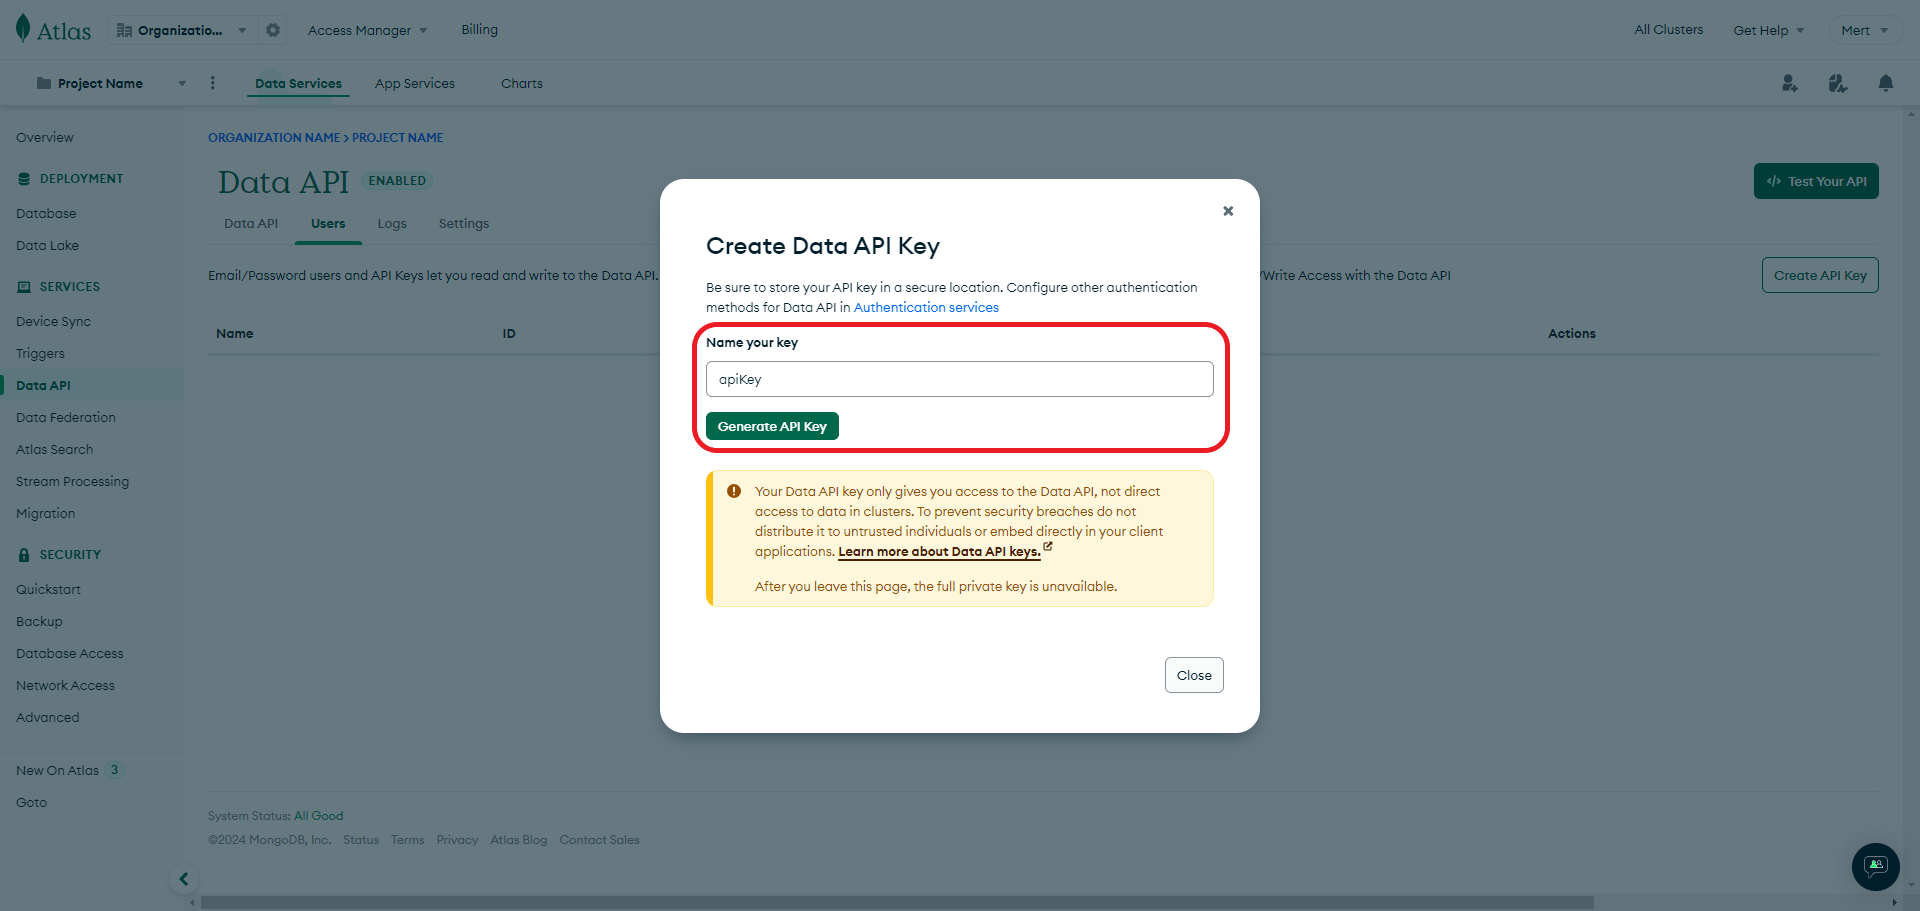 Atlas
Organizatio...
Access Manager
Billing
All Clusters
Get Help
Mert
Project Name
Data Services
App Services
Charts
Overview
DEPLOYMENT
Database
Data Lake
SERVICES
Device Sync
Triggers
Data API
Data Federation
Atlas Search
Stream Processing
Migration
SECURITY
Quickstart
Backup
Database Access
Network Access
Advanced
New On Atlas 3
Goto
ORGANIZATION NAME > PROJECT NAME
Data API ENABLED
</> Test Your API
Data API
Users
Logs
Settings
Email/Password users and API Keys let you read and write to the Data API.
/Write Access with the Data API
Create API Key
Name
ID
Actions
Create Data API Key
Be sure to store your API key in a secure location. Configure other authentication
methods for Data API in Authentication services
Name your key
apiKey
Generate API Key
Your Data API key only gives you access to the Data API, not direct
access to data in clusters. To prevent security breaches do not
distribute it to untrusted individuals or embed directly in your client
applications. Learn more about Data API keys.
After you leave this page, the full private key is unavailable.
Close
System Status: All Good
©2024 MongoDB, Inc. Status Terms Privacy Atlas Blog Contact Sales